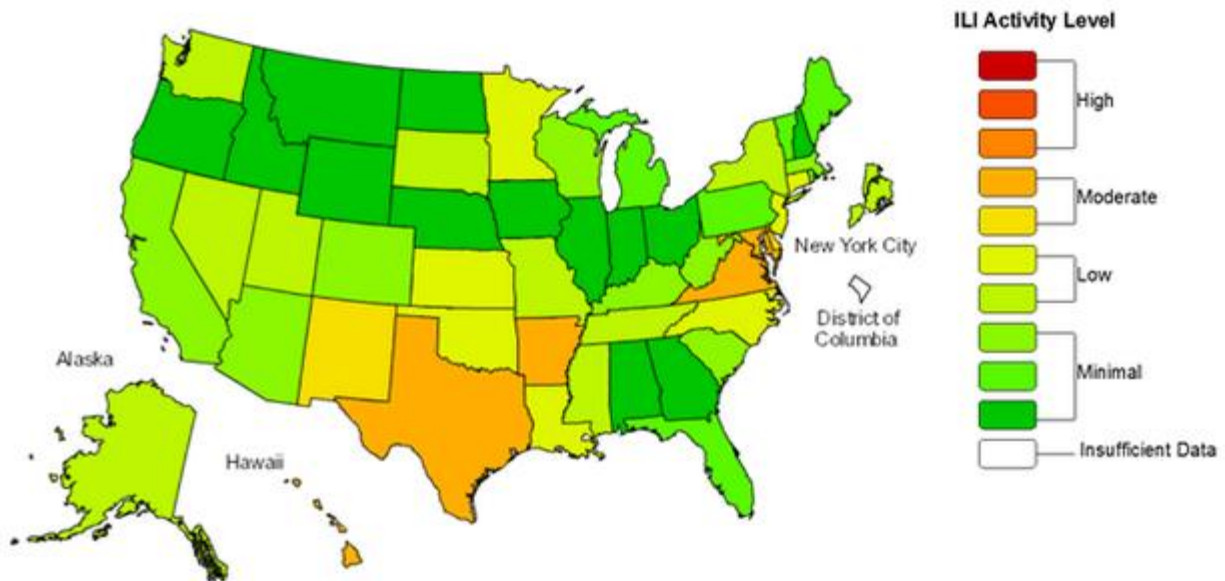 ILI Activity Level
High
Moderate
Low
Minimal
Insufficient Data
New York City
District of
Columbia
Alaska
Hawaii